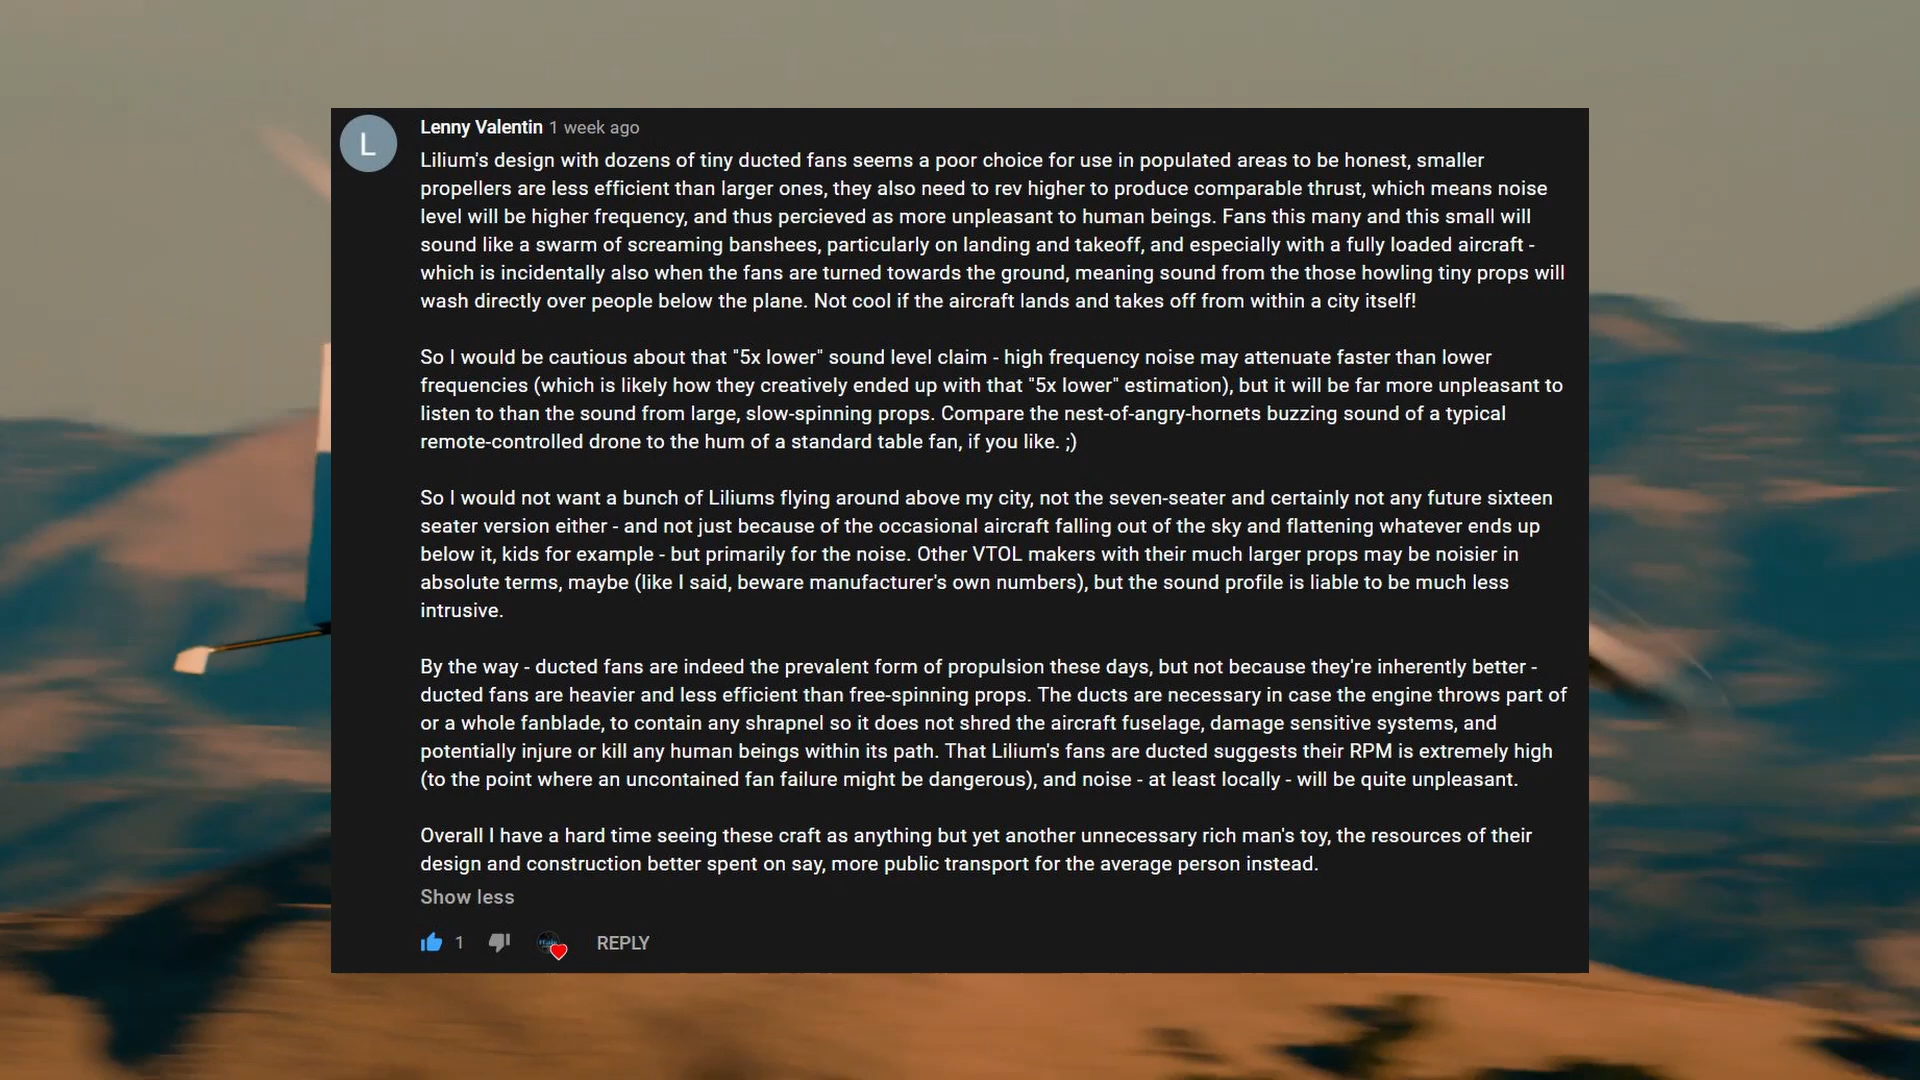 L
Lenny Valentin 1 week ago
Lilium's design with dozens of tiny ducted fans seems a poor choice for use in populated areas to be honest, smaller
propellers are less efficient than larger ones, they also need to rev higher to produce comparable thrust, which means noise
level will be higher frequency, and thus percieved as more unpleasant to human beings. Fans this many and this small will
sound like a swarm of screaming banshees, particularly on landing and takeoff, and especially with a fully loaded aircraft -
which is incidentally also when the fans are turned towards the ground, meaning sound from the those howling tiny props will
wash directly over people below the plane. Not cool if the aircraft lands and takes off from within a city itself!
So I would be cautious about that "5x lower" sound level claim - high frequency noise may attenuate faster than lower
frequencies (which is likely how they creatively ended up with that "5x lower" estimation), but it will be far more unpleasant to
listen to than the sound from large, slow-spinning props. Compare the nest-of-angry-hornets buzzing sound of a typical
remote-controlled drone to the hum of a standard table fan, if you like. ;)
So I would not want a bunch of Liliums flying around above my city, not the seven-seater and certainly not any future sixteen
seater version either - and not just because of the occasional aircraft falling out of the sky and flattening whatever ends up
below it, kids for example - but primarily for the noise. Other VTOL makers with their much larger props may be noisier in
absolute terms, maybe (like I said, beware manufacturer's own numbers), but the sound profile is liable to be much less
intrusive.
By the way - ducted fans are indeed the prevalent form of propulsion these days, but not because they're inherently better -
ducted fans are heavier and less efficient than free-spinning props. The ducts are necessary in case the engine throws part of
or a whole fanblade, to contain any shrapnel so it does not shred the aircraft fuselage, damage sensitive systems, and
potentially injure or kill any human beings within its path. That Lilium's fans are ducted suggests their RPM is extremely high
(to the point where an uncontained fan failure might be dangerous), and noise - at least locally - will be quite unpleasant.
Overall I have a hard time seeing these craft as anything but yet another unnecessary rich man's toy, the resources of their
design and construction better spent on say, more public transport for the average person instead.
Show less
1 REPLY